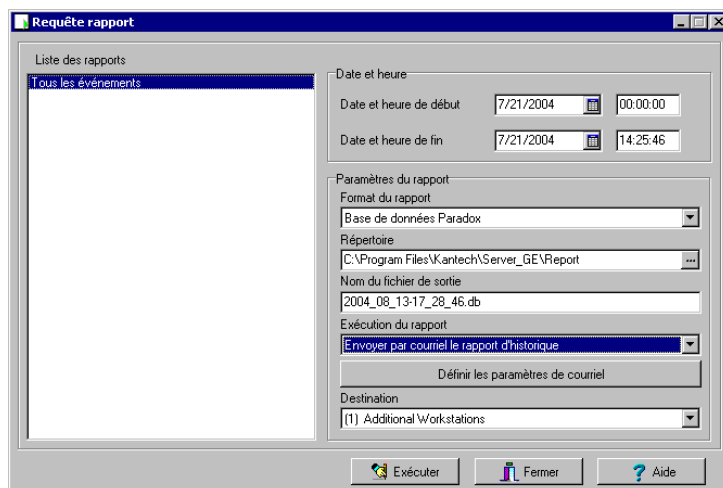 Requête rapport
Liste des rapports
Tous les événements
Date et heure
Date et heure de début 7/21/2004 00:00:00
Date et heure de fin 7/21/2004 14:25:46
Paramètres du rapport
Format du rapport
Base de données Paradox
Répertoire
C:\Program Files\Kantech\Server_GE\Report ...
Nom du fichier de sortie
2004_08_13-17_28_46.db
Exécution du rapport
Envoyer par courriel le rapport d'historique
Définir les paramètres de courriel
Destination
(1) Additional Workstations
Exécuter Fermer ? Aide